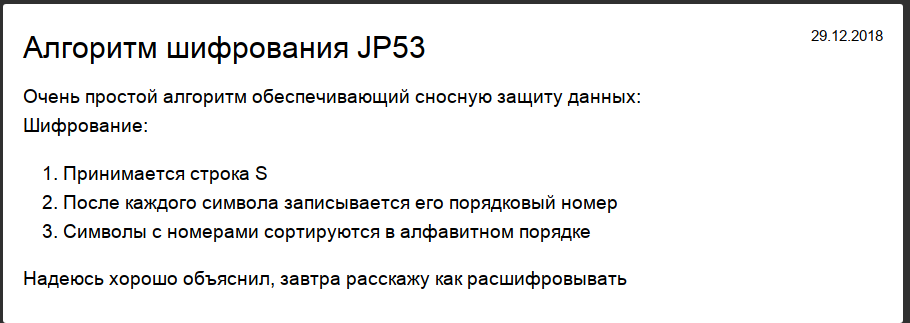 Алгоритм шифрования JP53
29.12.2018
Очень простой алгоритм обеспечивающий сносную защиту данных:
Шифрование:
1. Принимается строка S
2. После каждого символа записывается его порядковый номер
3. Символы с номерами сортируются в алфавитном порядке
Надеюсь хорошо объяснил, завтра расскажу как расшифровывать